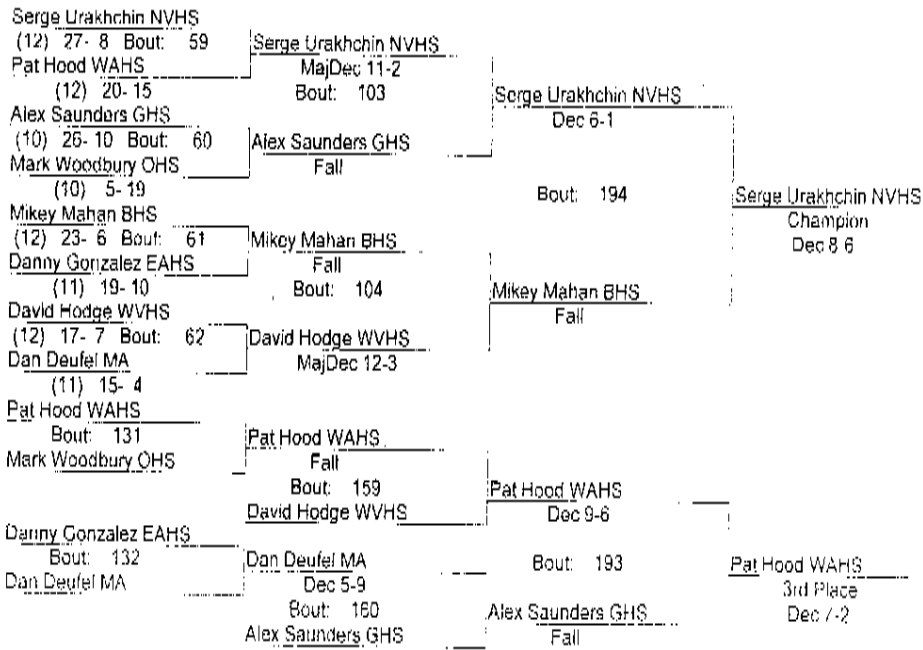 Serge Urakhchin NVHS
(12) 27- 8 Bout: 59
Pat Hood WAHS
(12) 20- 15
Alex Saunders GHS
(10) 26- 10 Bout: 60
Mark Woodbury OHS
(10) 5- 19
Mikey Mahan BHS
(12) 23- 6 Bout: 61
Danny Gonzalez EAHS
(11) 19- 10
David Hodge WVHS
(12) 17- 7 Bout: 62
Dan Deufel MA
(11) 15- 4
Serge Urakhchin NVHS
MajDec 11-2
Bout: 103
Alex Saunders GHS
Fall
Mikey Mahan BHS
Fall
Bout: 104
David Hodge WVHS
MajDec 12-3
Serge Urakhchin NVHS
Dec 6-1
Bout: 194
Mikey Mahan BHS
Fall
Serge Urakhchin NVHS
Champion
Dec 8 6
Pat Hood WAHS
Bout: 131
Mark Woodbury OHS
Danny Gonzalez EAHS
Bout: 132
Dan Deufel MA
Pat Hood WAHS
Fall
Bout: 159
David Hodge WVHS
Dan Deufel MA
Dec 5-9
Bout: 160
Alex Saunders GHS
Pat Hood WAHS
Dec 9-6
Bout: 193
Alex Saunders GHS
Fall
Pat Hood WAHS
3rd Place
Dec 7-2